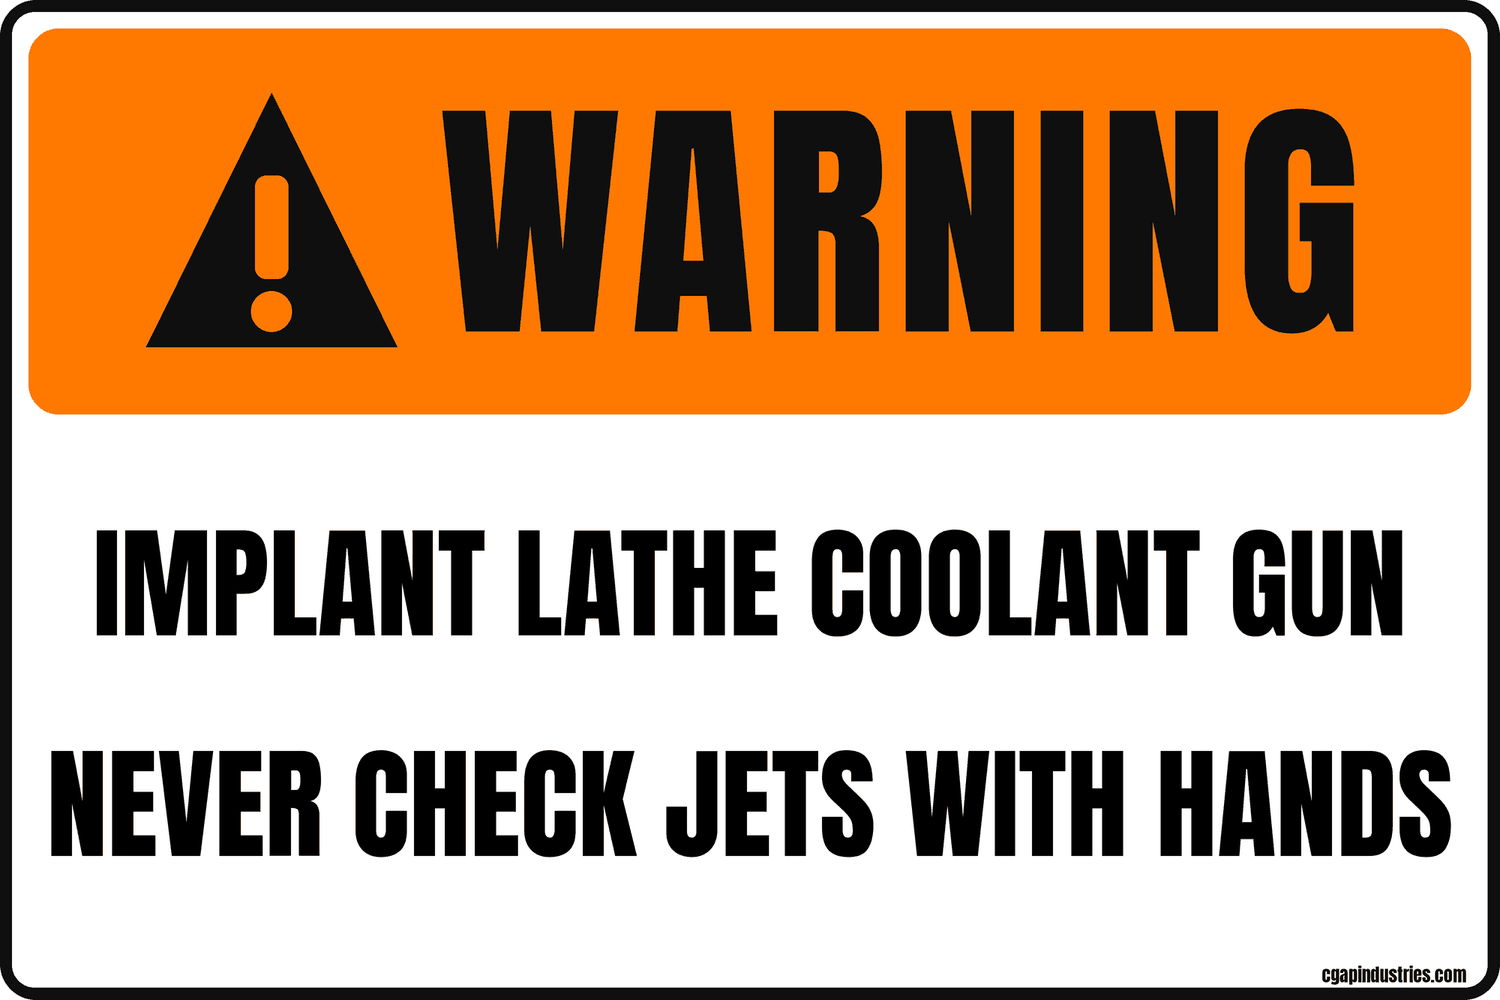 WARNING
IMPLANT LATHE COOLANT GUN
NEVER CHECK JETS WITH HANDS
cgapindustries.com